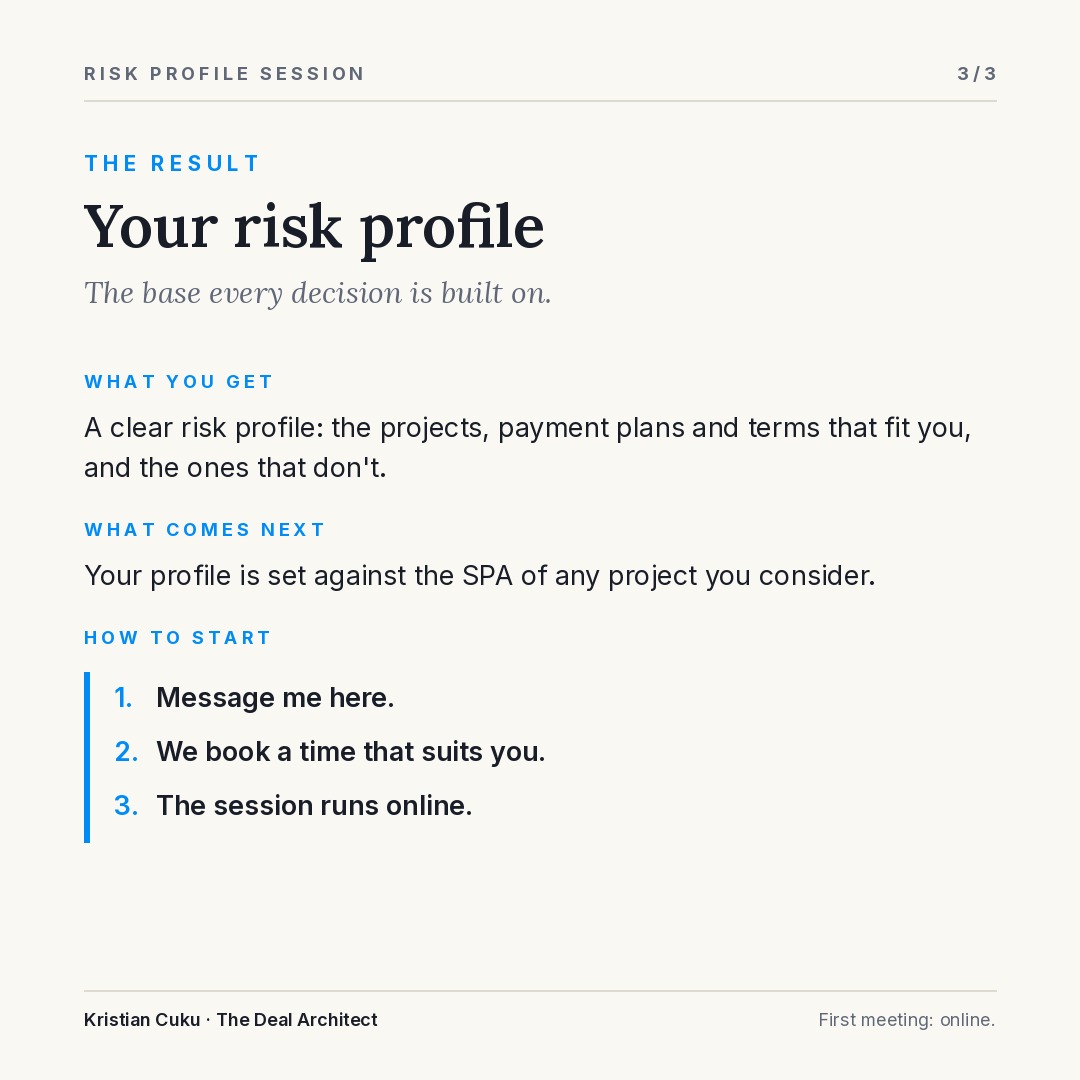 RISK PROFILE SESSION
3/3
THE RESULT
Your risk profile
The base every decision is built on.
WHAT YOU GET
A clear risk profile: the projects, payment plans and terms that fit you,
and the ones that don't.
WHAT COMES NEXT
Your profile is set against the SPA of any project you consider.
HOW TO START
1. Message me here.
2. We book a time that suits you.
3. The session runs online.
Kristian Cuku · The Deal Architect
First meeting: online.